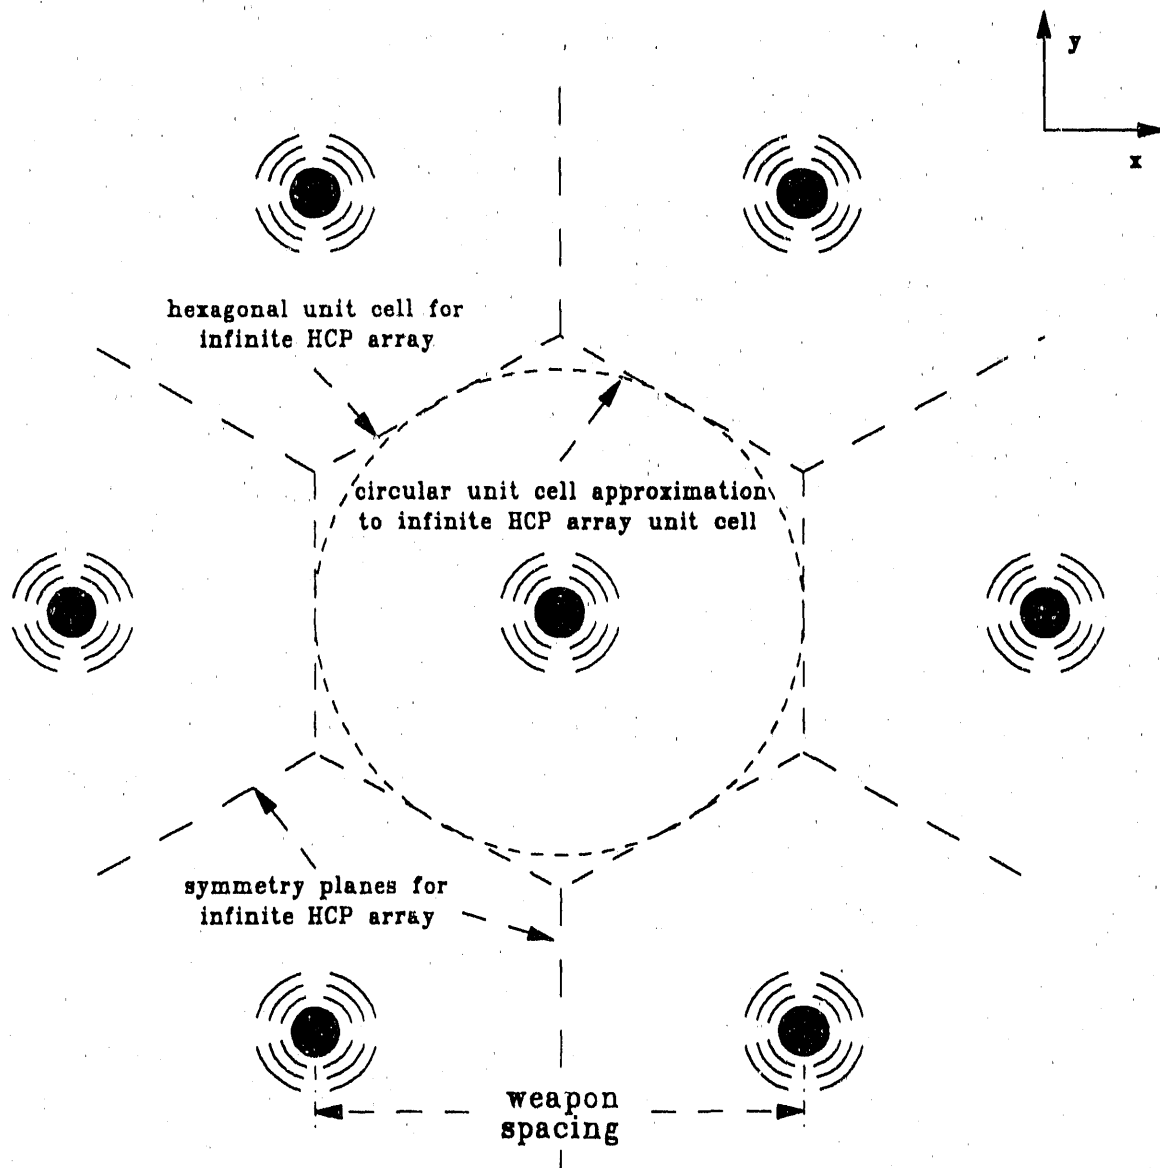 y
x
hexagonal unit cell for
infinite HCP array
circular unit cell approximation
to infinite HCP array unit cell
symmetry planes for
infinite HCP array
weapon
spacing